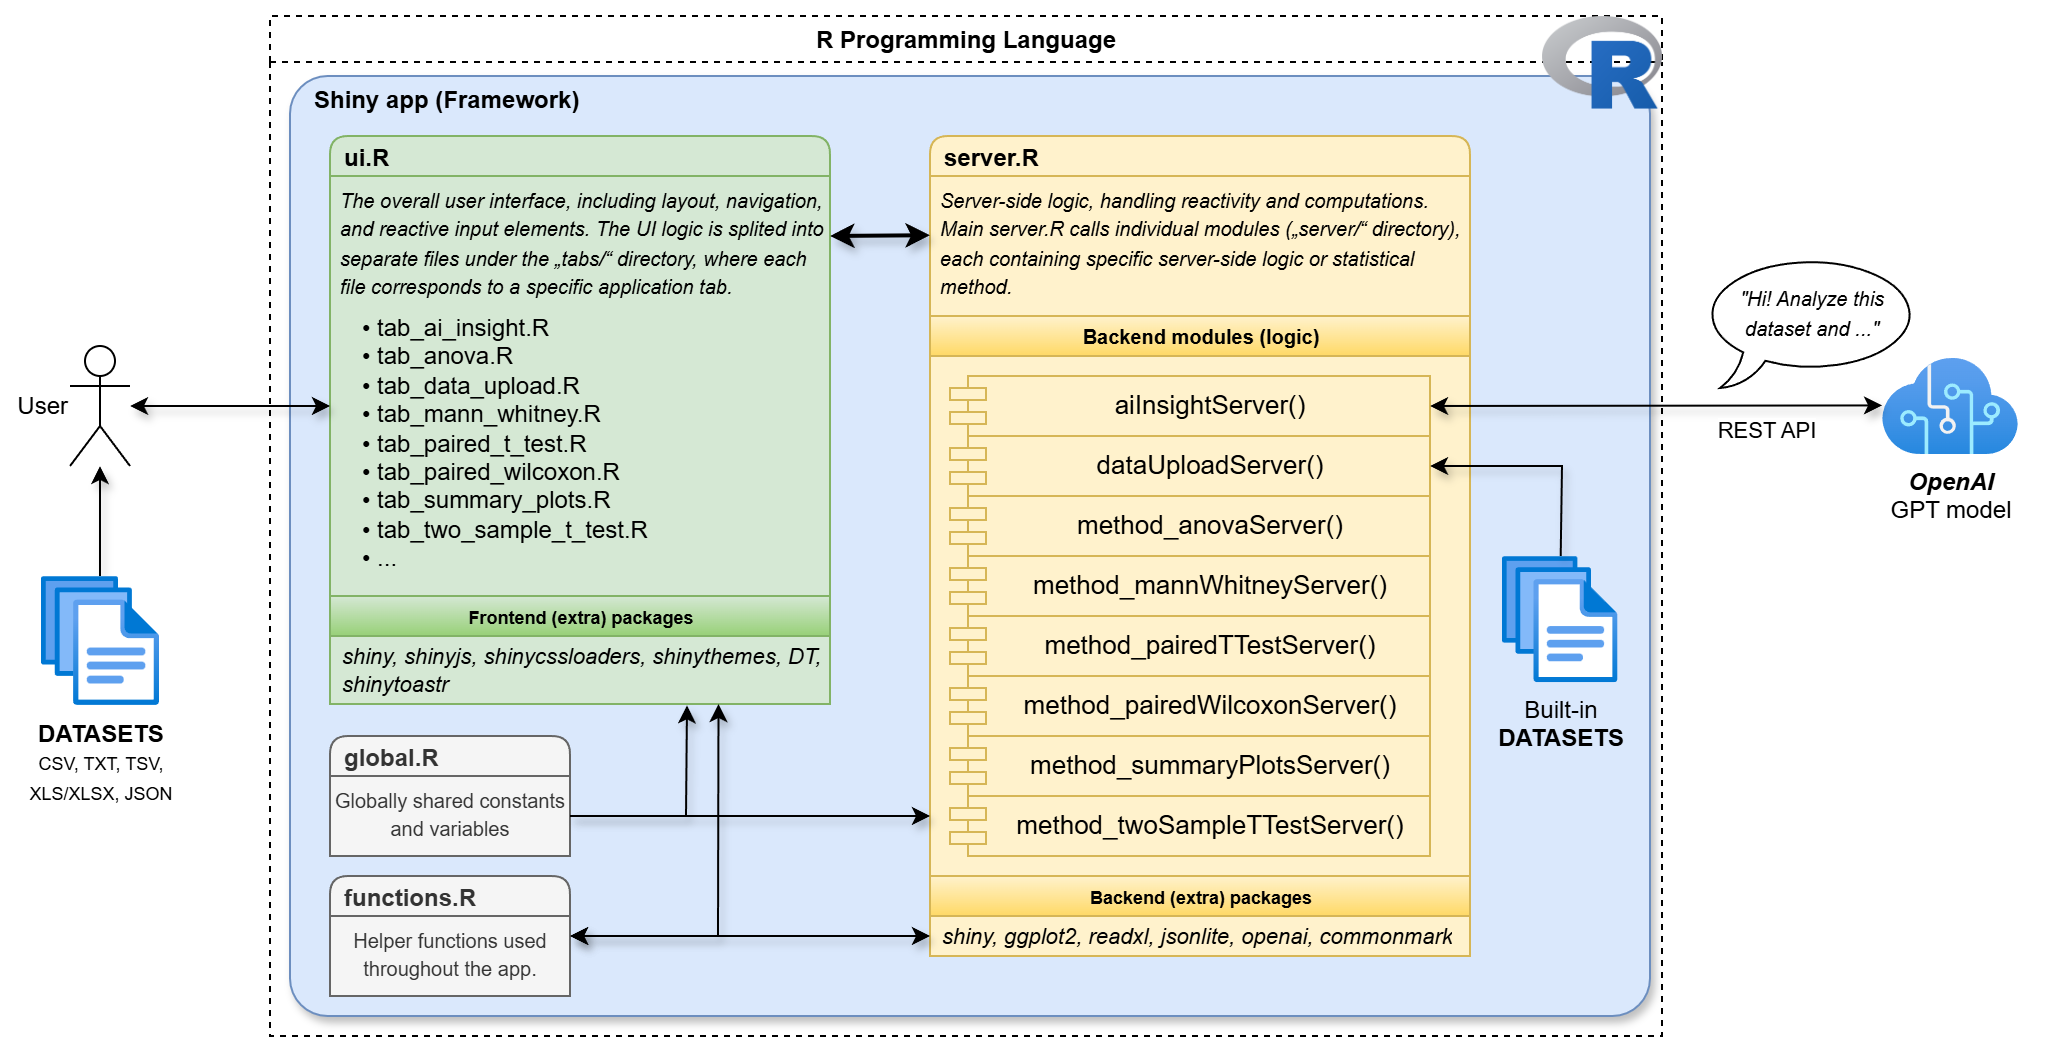 R Programming Language
R
Shiny app (Framework)
ui.R
The overall user interface, including layout, navigation,
and reactive input elements. The UI logic is splited into
separate files under the „tabs/“ directory, where each
file corresponds to a specific application tab.
• tab_ai_insight.R
• tab_anova.R
• tab_data_upload.R
• tab_mann_whitney.R
• tab_paired_t_test.R
• tab_paired_wilcoxon.R
• tab_summary_plots.R
• tab_two_sample_t_test.R
• ...
Frontend (extra) packages
shiny, shinyjs, shinycssloaders, shinythemes, DT,
shinytoastr
global.R
Globally shared constants
and variables
functions.R
Helper functions used
throughout the app.
server.R
Server-side logic, handling reactivity and computations.
Main server.R calls individual modules („server/“ directory),
each containing specific server-side logic or statistical
method.
Backend modules (logic)
aiInsightServer()
dataUploadServer()
method_anovaServer()
method_mannWhitneyServer()
method_pairedTTestServer()
method_pairedWilcoxonServer()
method_summaryPlotsServer()
method_twoSampleTTestServer()
Backend (extra) packages
shiny, ggplot2, readxl, jsonlite, openai, commonmark
User
DATASETS
CSV, TXT, TSV,
XLS/XLSX, JSON
Built-in
DATASETS
"Hi! Analyze this
dataset and ..."
REST API
OpenAI
GPT model